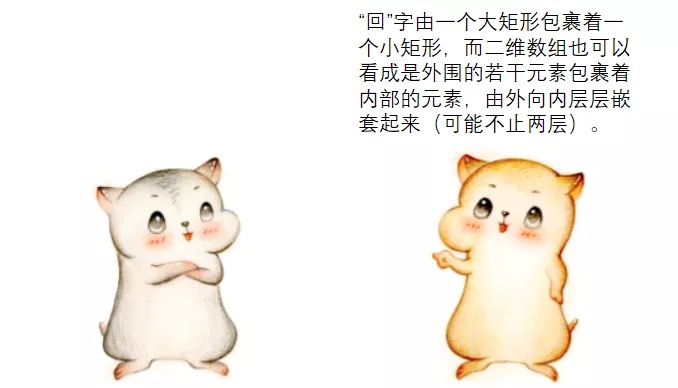 “回”字由一个大矩形包裹着一
个小矩形，而二维数组也可以
看成是外围的若干元素包裹着
内部的元素，由外向内层层嵌
套起来（可能不止两层）。